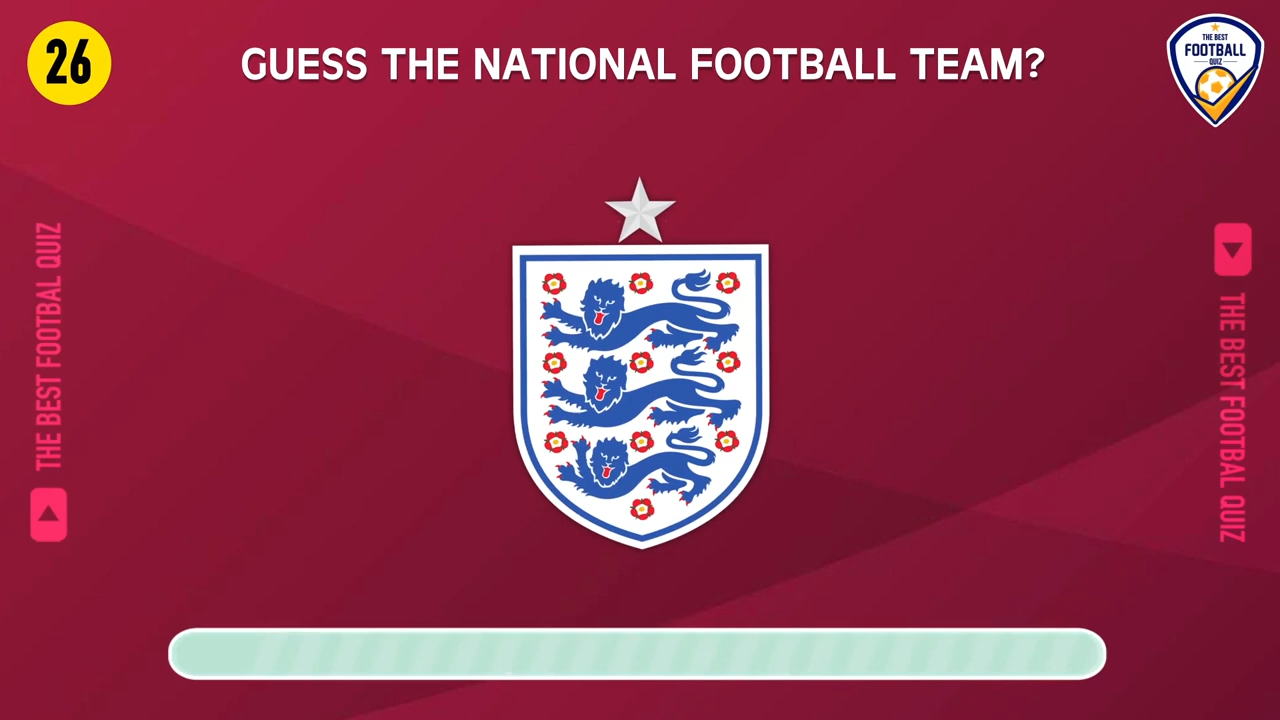 26
GUESS THE NATIONAL FOOTBALL TEAM?
THE BEST
FOOTBALL
QUIZ
THE BEST FOOTBAL QUIZ
THE BEST FOOTBAL QUIZ